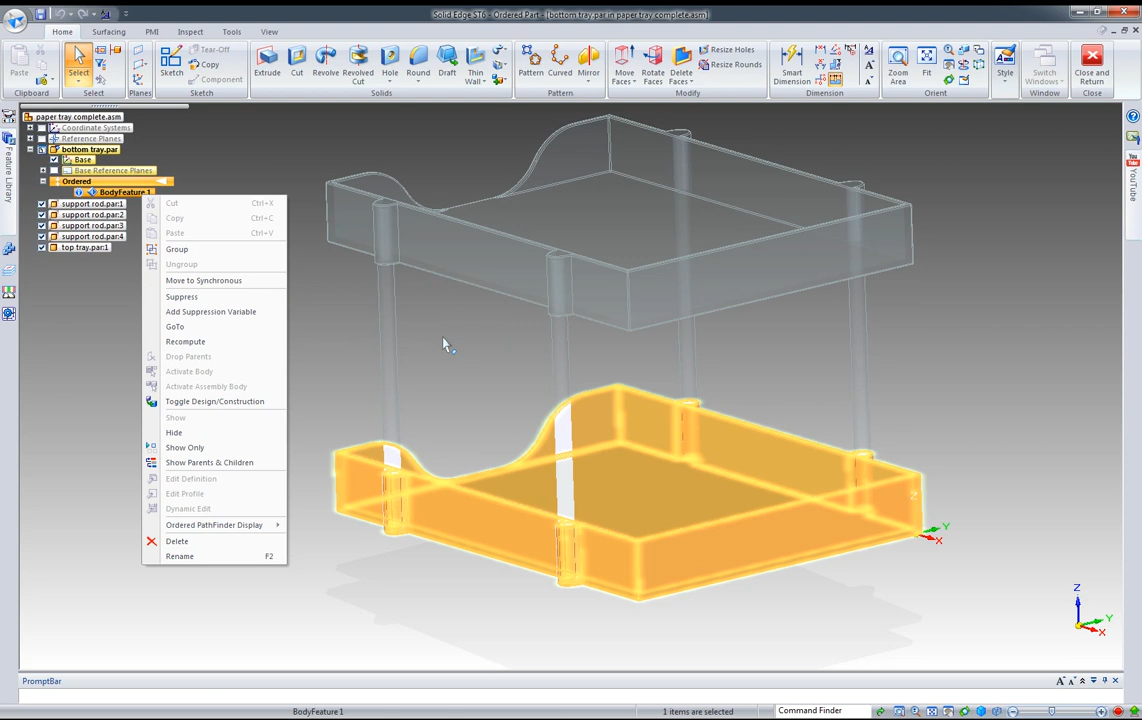 Solid Edge ST6 - Ordered Part - [bottom tray.par in paper tray complete.asm]
Home Surfacing PMI Inspect Tools View
Paste
Select
Sketch
Tear-Off
Copy
Component
Extrude Cut Revolve Revolved Cut Hole Round Draft Thin Wall
Pattern Curved Mirror
Move Faces Rotate Faces Delete Faces
Resize Holes
Resize Rounds
Smart Dimension
Zoom Area Fit
Style
Switch Windows
Close and Return
Clipboard Select Planes Sketch Solids Pattern Modify Dimension Orient Window Close
Feature Library
paper tray complete.asm
Coordinate Systems
Reference Planes
bottom tray.par
Base
Base Reference Planes
Ordered
BodyFeature 1
support rod.par:1
support rod.par:2
support rod.par:3
support rod.par:4
top tray.par:1
Cut Ctrl+X
Copy Ctrl+C
Paste Ctrl+V
Group
Ungroup
Move to Synchronous
Suppress
Add Suppression Variable
GoTo
Recompute
Drop Parents
Activate Body
Activate Assembly Body
Toggle Design/Construction
Show
Hide
Show Only
Show Parents & Children
Edit Definition
Edit Profile
Dynamic Edit
Ordered PathFinder Display
Delete
Rename F2
YouTube
Z
Y
X
Z
Y
X
PromptBar
BodyFeature 1
1 items are selected
Command Finder